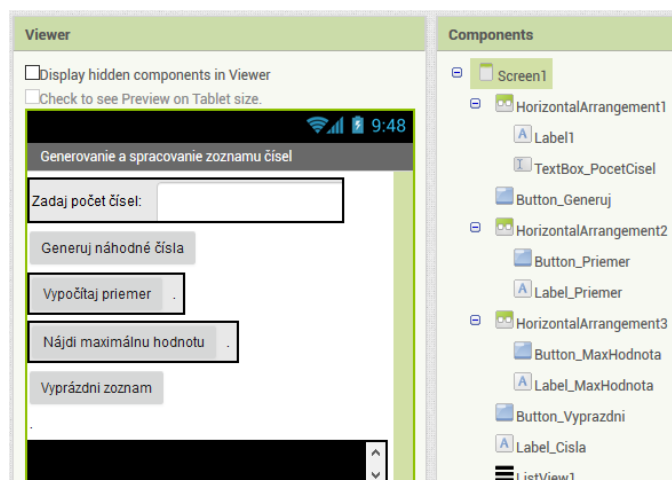 Viewer
Display hidden components in Viewer
Check to see Preview on Tablet size.
9:48
Generovanie a spracovanie zoznamu čísel
Zadaj počet čísel:
Generuj náhodné čísla
Vypočítaj priemer .
Nájdi maximálnu hodnotu .
Vyprázdni zoznam
.
Components
Screen1
HorizontalArrangement1
A Label1
TextBox_PocetCisel
Button_Generuj
HorizontalArrangement2
Button_Priemer
A Label_Priemer
HorizontalArrangement3
Button_MaxHodnota
A Label_MaxHodnota
Button_Vyprazdni
A Label_Cisla
ListView1